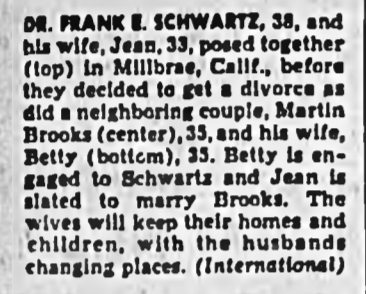 DR. FRANK E. SCHWARTZ, 38, and
his wife, Jean, 33, posed together
(top) in Millbrae, Calif., before
they decided to get a divorce as
did a neighboring couple, Martin
Brooks (center), 35, and his wife,
Betty (bottom), 35. Betty is en-
gaged to Schwartz and Jean is
slated to marry Brooks. The
wives will keep their homes and
children, with the husbands
changing places. (International)